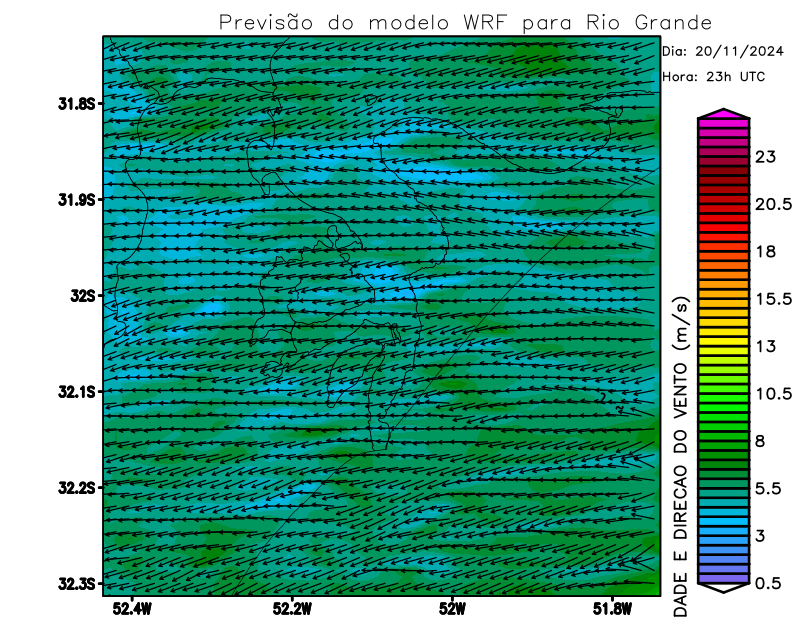 Previsão do modelo WRF para Rio Grande
Dia: 20/11/2024
Hora: 23h UTC
31.8S
31.9S
32S
32.1S
32.2S
32.3S
52.4W
52.2W
52W
51.8W
DADE E DIRECAO DO VENTO (m/s)
23
20.5
18
15.5
13
10.5
8
5.5
3
0.5